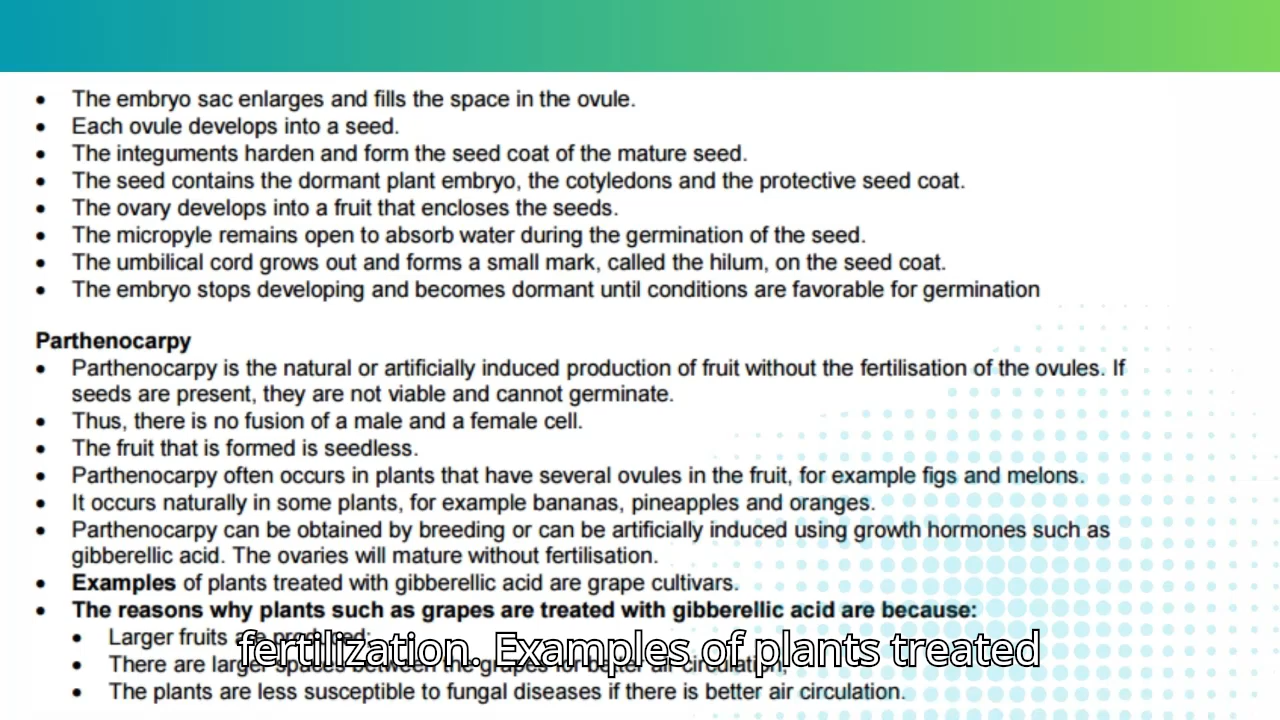 • The embryo sac enlarges and fills the space in the ovule.
• Each ovule develops into a seed.
• The integuments harden and form the seed coat of the mature seed.
• The seed contains the dormant plant embryo, the cotyledons and the protective seed coat.
• The ovary develops into a fruit that encloses the seeds.
• The micropyle remains open to absorb water during the germination of the seed.
• The umbilical cord grows out and forms a small mark, called the hilum, on the seed coat.
• The embryo stops developing and becomes dormant until conditions are favorable for germination
Parthenocarpy
• Parthenocarpy is the natural or artificially induced production of fruit without the fertilisation of the ovules. If
seeds are present, they are not viable and cannot germinate.
• Thus, there is no fusion of a male and a female cell.
• The fruit that is formed is seedless.
• Parthenocarpy often occurs in plants that have several ovules in the fruit, for example figs and melons.
• It occurs naturally in some plants, for example bananas, pineapples and oranges.
• Parthenocarpy can be obtained by breeding or can be artificially induced using growth hormones such as
gibberellic acid. The ovaries will mature without fertilisation.
• Examples of plants treated with gibberellic acid are grape cultivars.
• The reasons why plants such as grapes are treated with gibberellic acid are because:
• Larger fruits are produced;
fertilization. Examples of plants treated
• There are larger spaces between the grapes for better air circulation;
• The plants are less susceptible to fungal diseases if there is better air circulation.